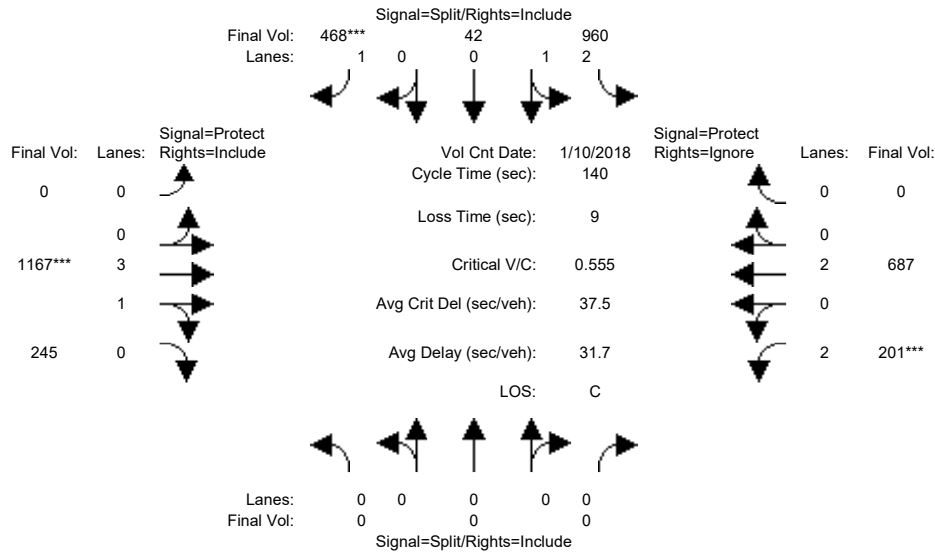 Signal=Split/Rights=Include
Final Vol: 468*** 42 960
Lanes: 1 0 0 1 2
Signal=Protect Signal=Protect
Final Vol: Lanes: Rights=Include Vol Cnt Date: 1/10/2018 Rights=Ignore Lanes: Final Vol:
Cycle Time (sec): 140
0 0 0 0
Loss Time (sec): 9
0 0
1167*** 3 Critical V/C: 0.555 2 687
1 Avg Crit Del (sec/veh): 37.5 0
245 0 Avg Delay (sec/veh): 31.7 2 201***
LOS: C
Lanes: 0 0 0 0 0
Final Vol: 0 0 0
Signal=Split/Rights=Include